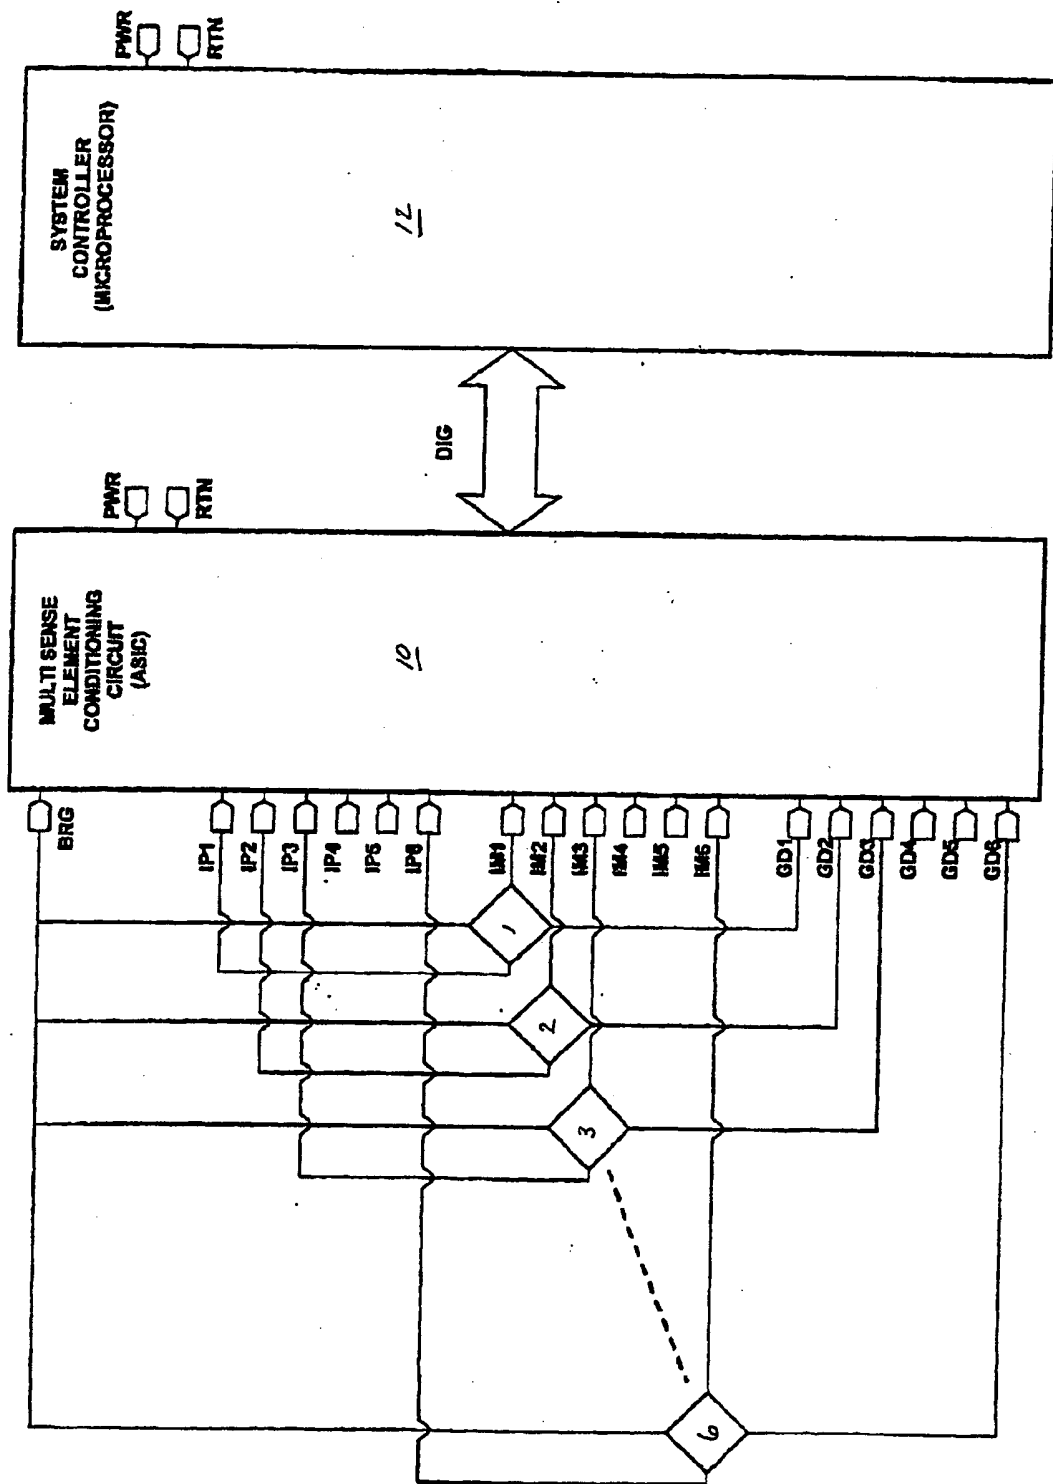 MULTI SENSE
ELEMENT
CONDITIONING
CIRCUIT
(ASIC)
10
PWR
RTN
DIG
SYSTEM
CONTROLLER
(MICROPROCESSOR)
12
PWR
RTN
BRG
IP1
IP2
IP3
IP4
IP5
IP6
IM1
IM2
IM3
IM4
IM5
IM6
GD1
GD2
GD3
GD4
GD5
GD6
1
2
3
6